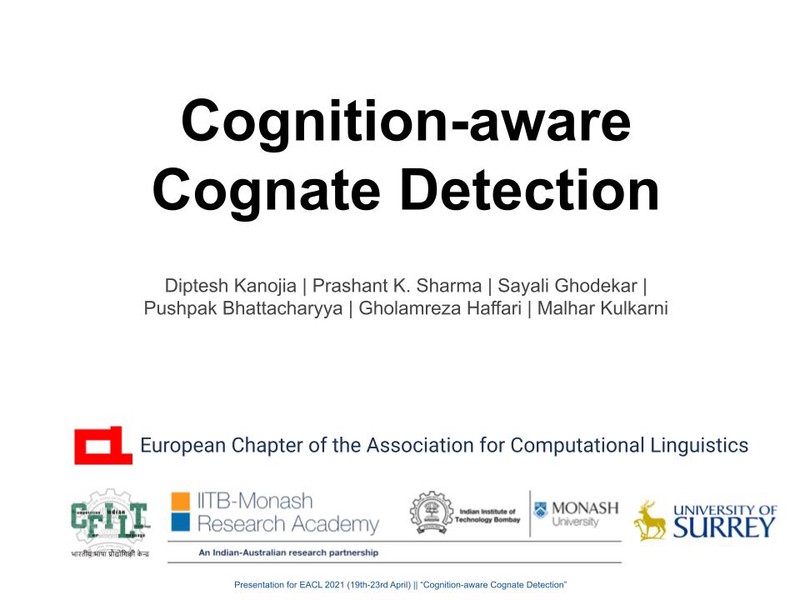 Cognition-aware
Cognate Detection
Diptesh Kanojia | Prashant K. Sharma | Sayali Ghodekar |
Pushpak Bhattacharyya | Gholamreza Haffari | Malhar Kulkarni
European Chapter of the Association for Computational Linguistics
CFILT
भारतीय भाषा प्रौद्योगिकी केन्द्र
IITB-Monash
Research Academy
An Indian-Australian research partnership
Indian Institute of
Technology Bombay
MONASH
University
UNIVERSITY OF
SURREY
Presentation for EACL 2021 (19th-23rd April) || "Cognition-aware Cognate Detection"